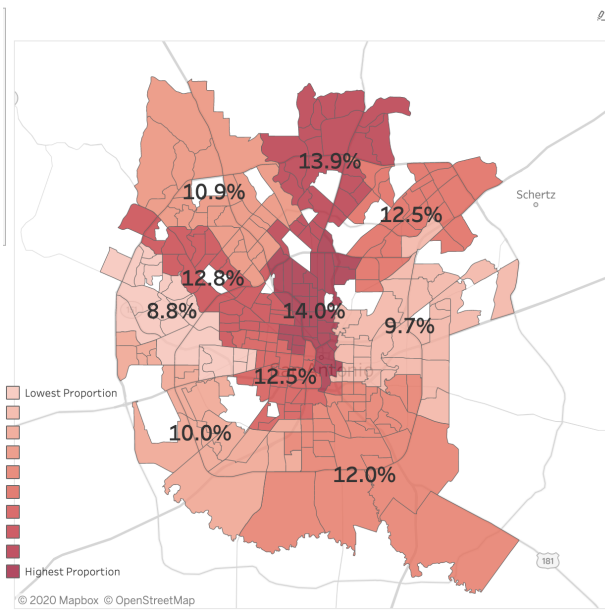 13.9%
10.9%
Schertz
12.5%
12.8%
8.8%
14.0%
9.7%
12.5%
Lowest Proportion
10.0%
12.0%
181
Highest Proportion
© 2020 Mapbox © OpenStreetMap